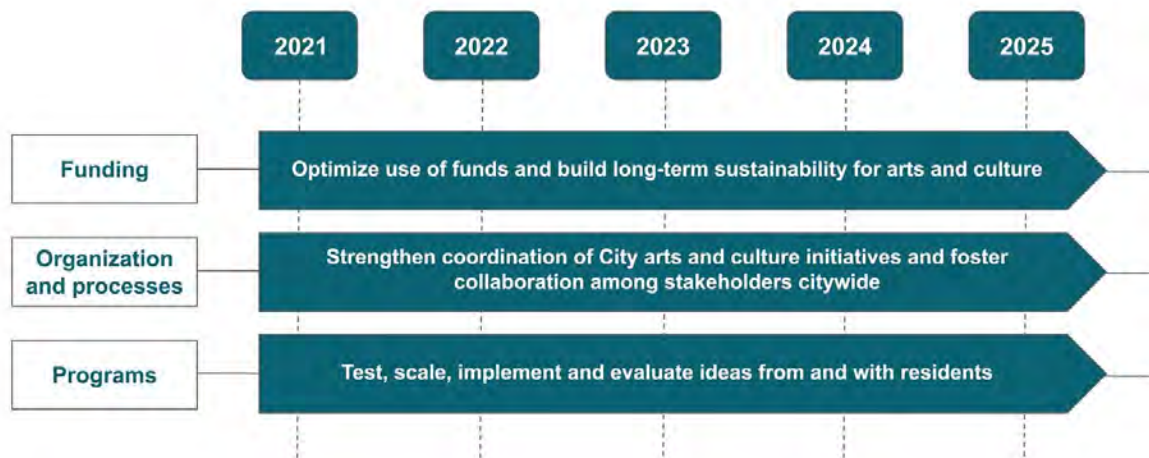 2021
2022
2023
2024
2025
Funding
Optimize use of funds and build long-term sustainability for arts and culture
Organization
and processes
Strengthen coordination of City arts and culture initiatives and foster
collaboration among stakeholders citywide
Programs
Test, scale, implement and evaluate ideas from and with residents